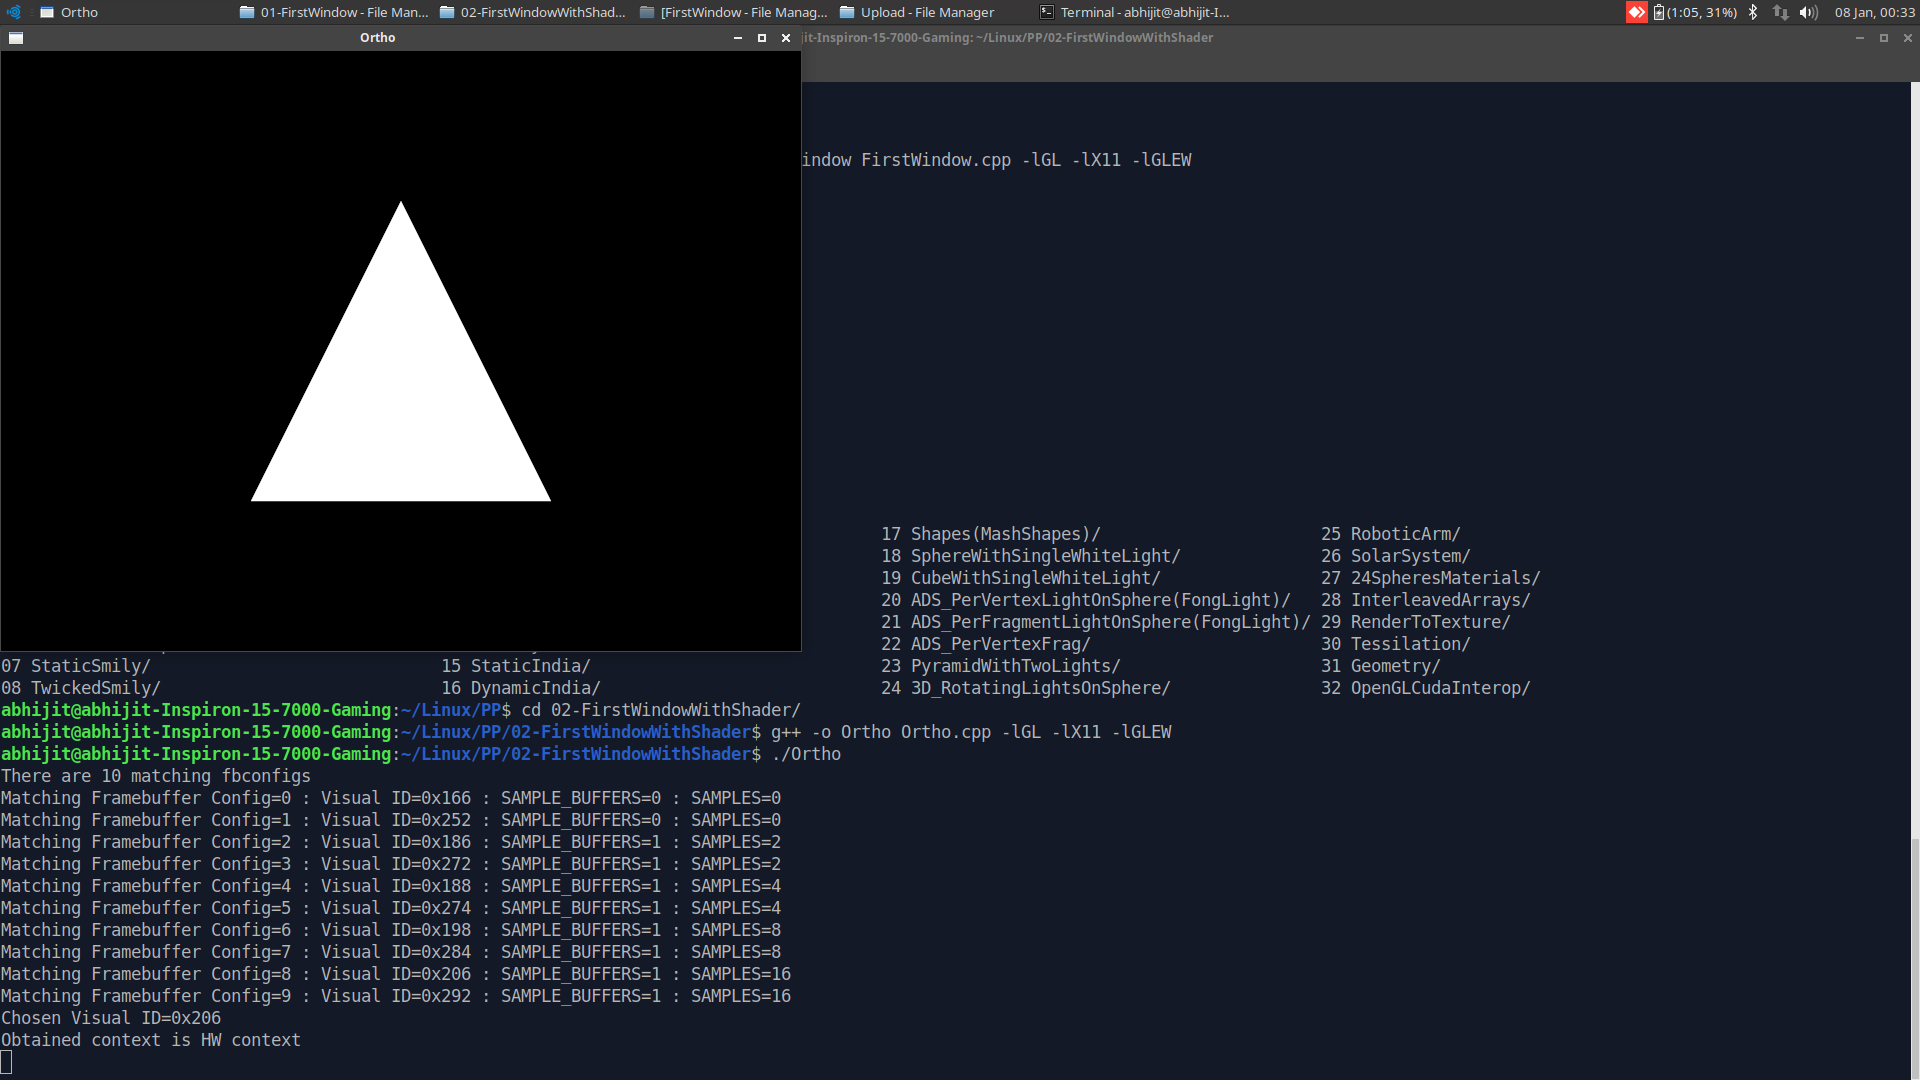 Ortho
01-FirstWindow - File Man...
02-FirstWindowWithShad...
[FirstWindow - File Manag...
Upload - File Manager
Terminal - abhijit@abhijit-I...
(1:05, 31%)
08 Jan, 00:33
Ortho
jit-Inspiron-15-7000-Gaming: ~/Linux/PP/02-FirstWindowWithShader
indow FirstWindow.cpp -lGL -lX11 -lGLEW
17 Shapes(MashShapes)/ 25 RoboticArm/
18 SphereWithSingleWhiteLight/ 26 SolarSystem/
19 CubeWithSingleWhiteLight/ 27 24SpheresMaterials/
20 ADS_PerVertexLightOnSphere(FongLight)/ 28 InterleavedArrays/
21 ADS_PerFragmentLightOnSphere(FongLight)/ 29 RenderToTexture/
22 ADS_PerVertexFrag/ 30 Tessilation/
07 StaticSmily/ 15 StaticIndia/ 23 PyramidWithTwoLights/ 31 Geometry/
08 TwickedSmily/ 16 DynamicIndia/ 24 3D_RotatingLightsOnSphere/ 32 OpenGLCudaInterop/
abhijit@abhijit-Inspiron-15-7000-Gaming:~/Linux/PP$ cd 02-FirstWindowWithShader/
abhijit@abhijit-Inspiron-15-7000-Gaming:~/Linux/PP/02-FirstWindowWithShader$ g++ -o Ortho Ortho.cpp -lGL -lX11 -lGLEW
abhijit@abhijit-Inspiron-15-7000-Gaming:~/Linux/PP/02-FirstWindowWithShader$ ./Ortho
There are 10 matching fbconfigs
Matching Framebuffer Config=0 : Visual ID=0x166 : SAMPLE_BUFFERS=0 : SAMPLES=0
Matching Framebuffer Config=1 : Visual ID=0x252 : SAMPLE_BUFFERS=0 : SAMPLES=0
Matching Framebuffer Config=2 : Visual ID=0x186 : SAMPLE_BUFFERS=1 : SAMPLES=2
Matching Framebuffer Config=3 : Visual ID=0x272 : SAMPLE_BUFFERS=1 : SAMPLES=2
Matching Framebuffer Config=4 : Visual ID=0x188 : SAMPLE_BUFFERS=1 : SAMPLES=4
Matching Framebuffer Config=5 : Visual ID=0x274 : SAMPLE_BUFFERS=1 : SAMPLES=4
Matching Framebuffer Config=6 : Visual ID=0x198 : SAMPLE_BUFFERS=1 : SAMPLES=8
Matching Framebuffer Config=7 : Visual ID=0x284 : SAMPLE_BUFFERS=1 : SAMPLES=8
Matching Framebuffer Config=8 : Visual ID=0x206 : SAMPLE_BUFFERS=1 : SAMPLES=16
Matching Framebuffer Config=9 : Visual ID=0x292 : SAMPLE_BUFFERS=1 : SAMPLES=16
Chosen Visual ID=0x206
Obtained context is HW context